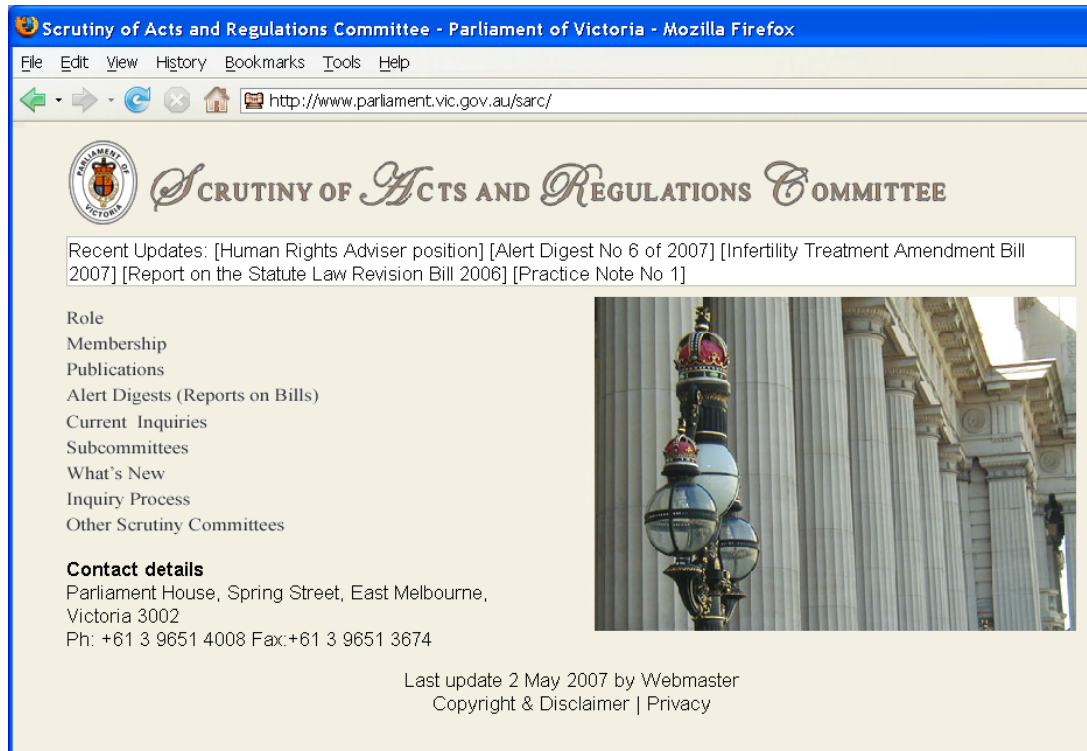 Scrutiny of Acts and Regulations Committee - Parliament of Victoria - Mozilla Firefox
File Edit View History Bookmarks Tools Help
http://www.parliament.vic.gov.au/sarc/
PARLIAMENT OF VICTORIA
SCRUTINY OF ACTS AND REGULATIONS COMMITTEE
Recent Updates: [Human Rights Adviser position] [Alert Digest No 6 of 2007] [Infertility Treatment Amendment Bill
2007] [Report on the Statute Law Revision Bill 2006] [Practice Note No 1]
Role
Membership
Publications
Alert Digests (Reports on Bills)
Current Inquiries
Subcommittees
What's New
Inquiry Process
Other Scrutiny Committees
Contact details
Parliament House, Spring Street, East Melbourne,
Victoria 3002
Ph: +61 3 9651 4008 Fax:+61 3 9651 3674
Last update 2 May 2007 by Webmaster
Copyright & Disclaimer | Privacy